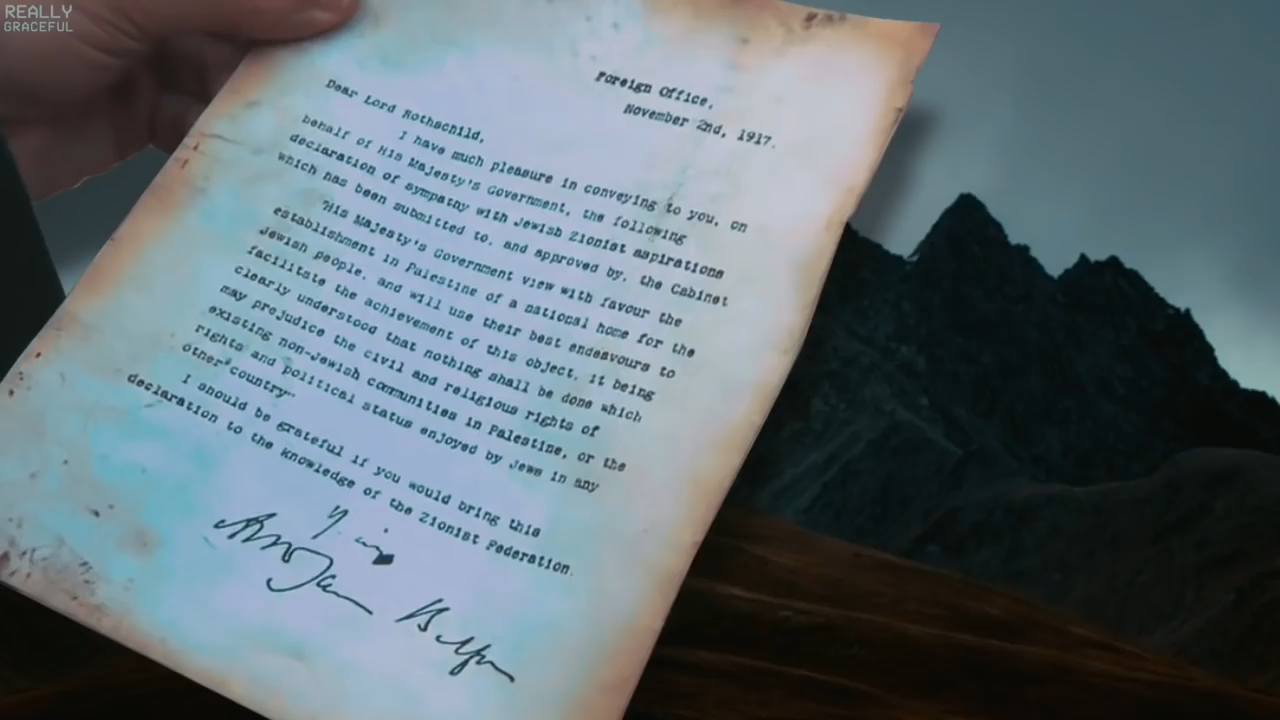 REALLY
GRACEFUL
Foreign Office,
November 2nd, 1917.
Dear Lord Rothschild,
I have much pleasure in conveying to you, on
behalf of His Majesty's Government, the following
declaration of sympathy with Jewish Zionist aspirations
which has been submitted to, and approved by, the Cabinet
"His Majesty's Government view with favour the
establishment in Palestine of a national home for the
Jewish people, and will use their best endeavours to
facilitate the achievement of this object, it being
clearly understood that nothing shall be done which
may prejudice the civil and religious rights of
existing non-Jewish communities in Palestine, or the
rights and political status enjoyed by Jews in any
other country"
I should be grateful if you would bring this
declaration to the knowledge of the Zionist Federation.